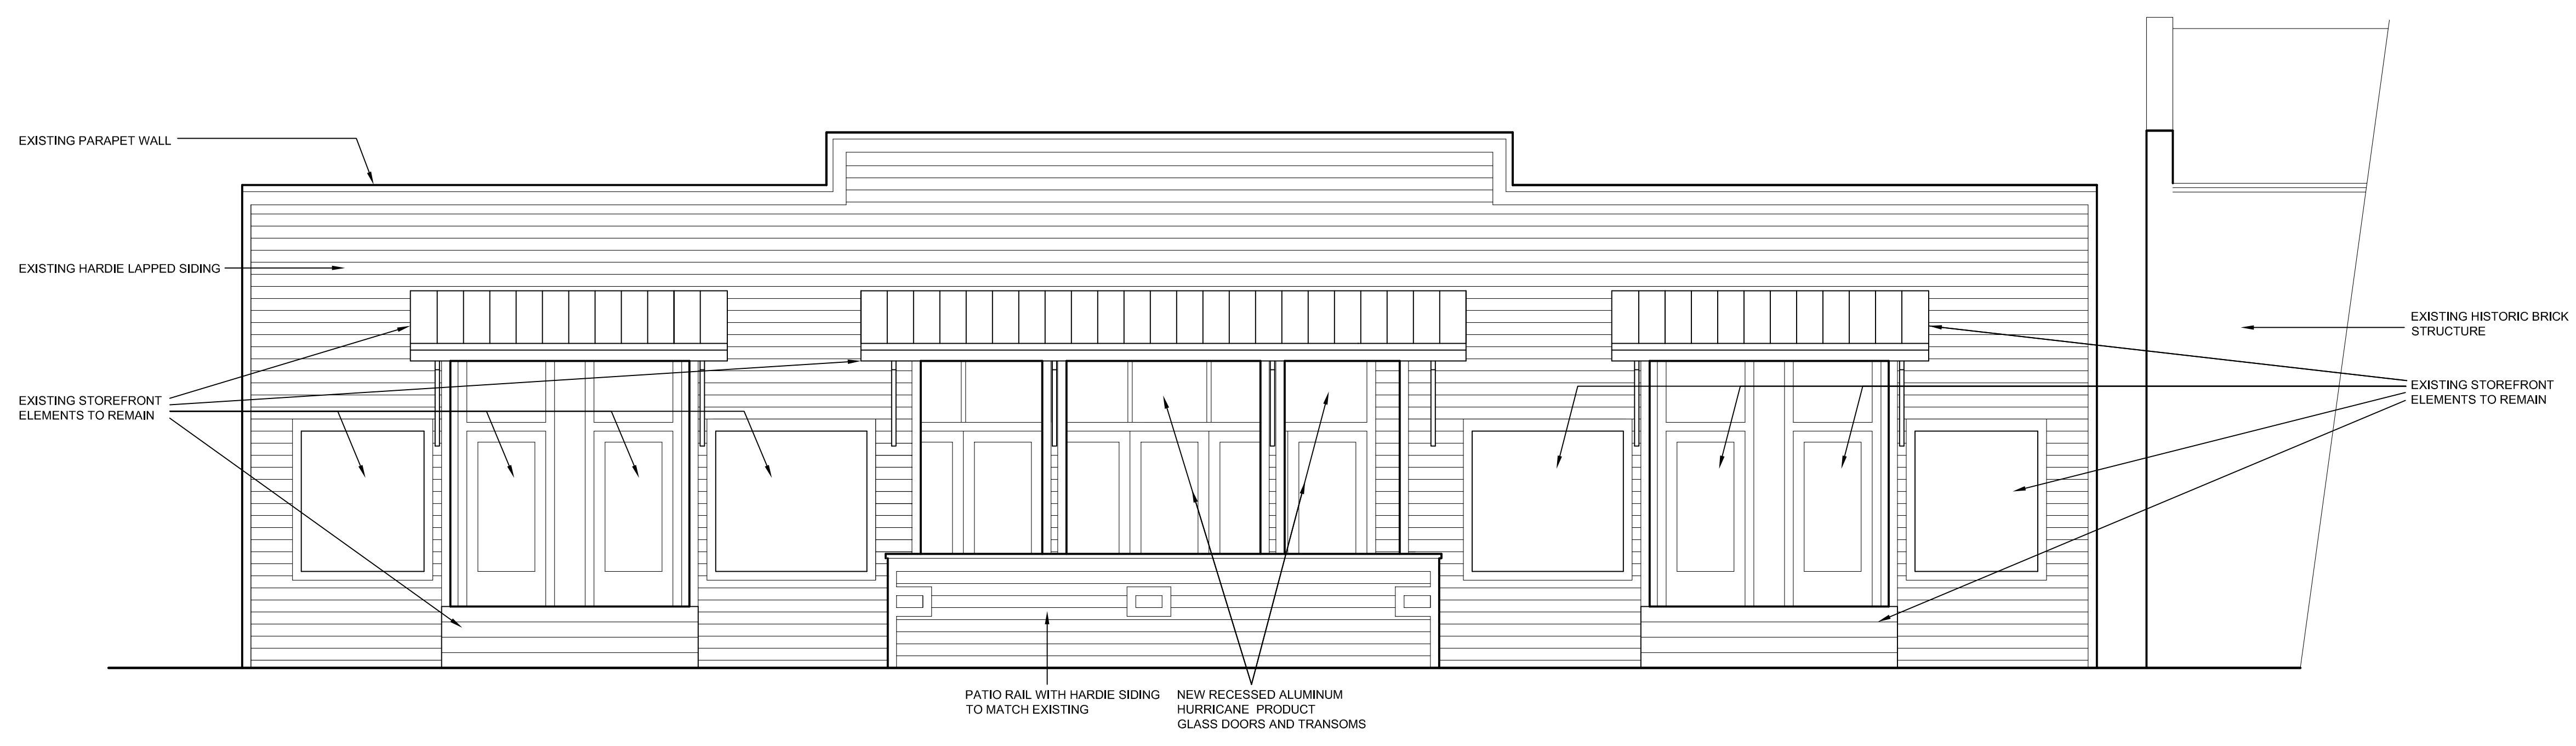 EXISTING PARAPET WALL
EXISTING HARDIE LAPPED SIDING
EXISTING STOREFRONT
ELEMENTS TO REMAIN
EXISTING HISTORIC BRICK
STRUCTURE
EXISTING STOREFRONT
ELEMENTS TO REMAIN
PATIO RAIL WITH HARDIE SIDING
TO MATCH EXISTING
NEW RECESSED ALUMINUM
HURRICANE PRODUCT
GLASS DOORS AND TRANSOMS